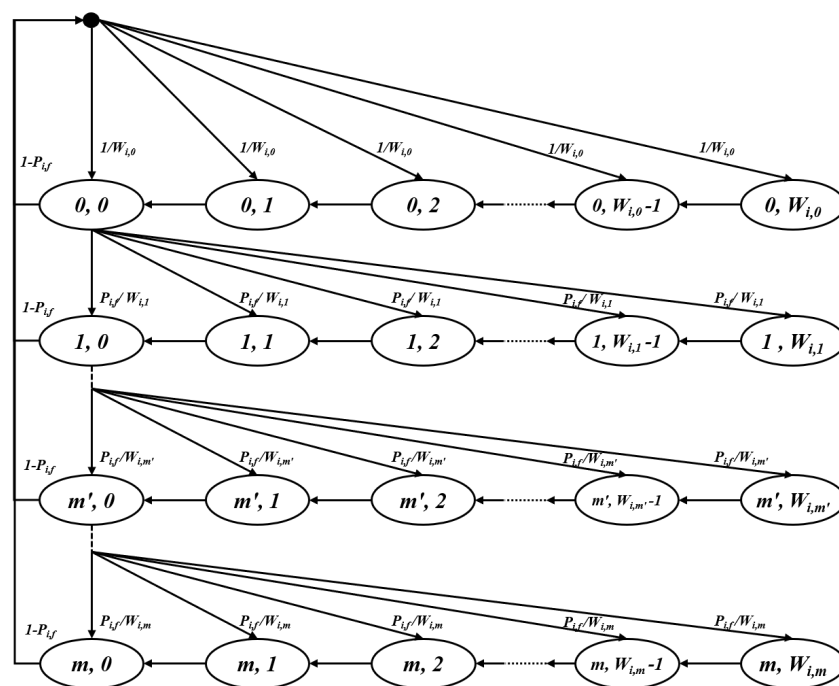 1/W_{i,0} 1/W_{i,0} 1/W_{i,0} 1/W_{i,0} 1/W_{i,0}
1-P_{i,f}
0, 0 0, 1 0, 2 0, W_{i,0}-1 0, W_{i,0}
P_{i,f}/W_{i,1} P_{i,f}/W_{i,1} P_{i,f}/W_{i,1} P_{i,f}/W_{i,1} P_{i,f}/W_{i,1}
1-P_{i,f}
1, 0 1, 1 1, 2 1, W_{i,1}-1 1 , W_{i,1}
P_{i,f}/W_{i,m'} P_{i,f}/W_{i,m'} P_{i,f}/W_{i,m'} P_{i,f}/W_{i,m'} P_{i,f}/W_{i,m'}
1-P_{i,f}
m', 0 m', 1 m', 2 m', W_{i,m'}-1 m', W_{i,m'}
P_{i,f}/W_{i,m} P_{i,f}/W_{i,m} P_{i,f}/W_{i,m} P_{i,f}/W_{i,m} P_{i,f}/W_{i,m}
1-P_{i,f}
m, 0 m, 1 m, 2 m, W_{i,m}-1 m, W_{i,m}